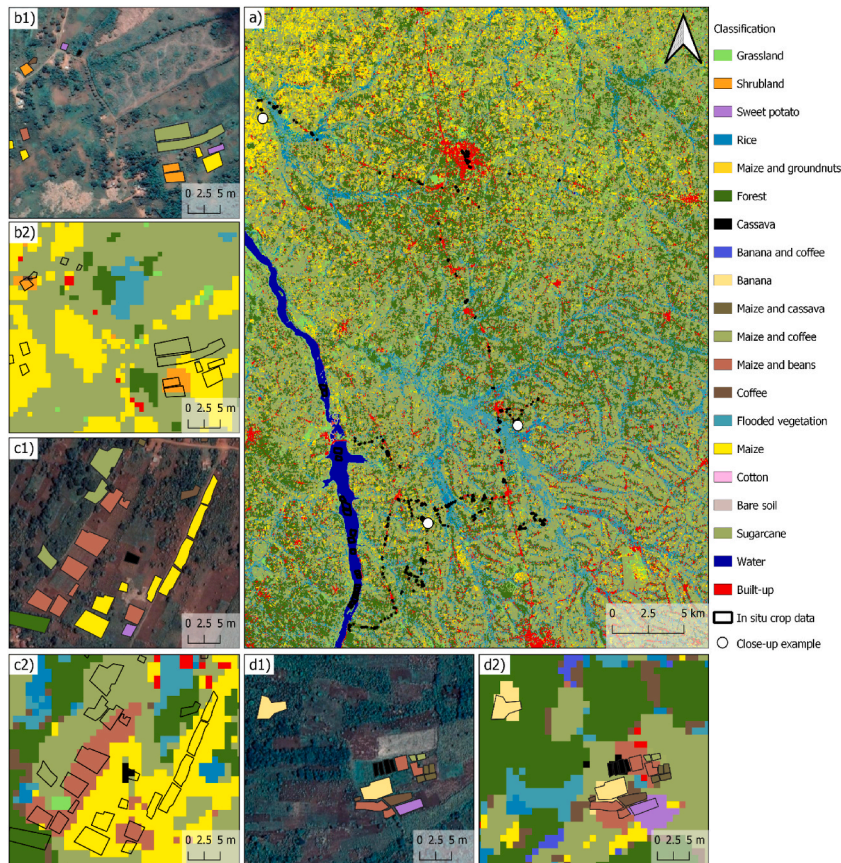 b1)
0 2.5 5 m
b2)
0 2.5 5 m
c1)
0 2.5 5 m
a)
0 2.5 5 km
Classification
Grassland
Shrubland
Sweet potato
Rice
Maize and groundnuts
Forest
Cassava
Banana and coffee
Banana
Maize and cassava
Maize and coffee
Maize and beans
Coffee
Flooded vegetation
Maize
Cotton
Bare soil
Sugarcane
Water
Built-up
In situ crop data
Close-up example
c2)
0 2.5 5 m
d1)
0 2.5 5 m
d2)
0 2.5 5 m